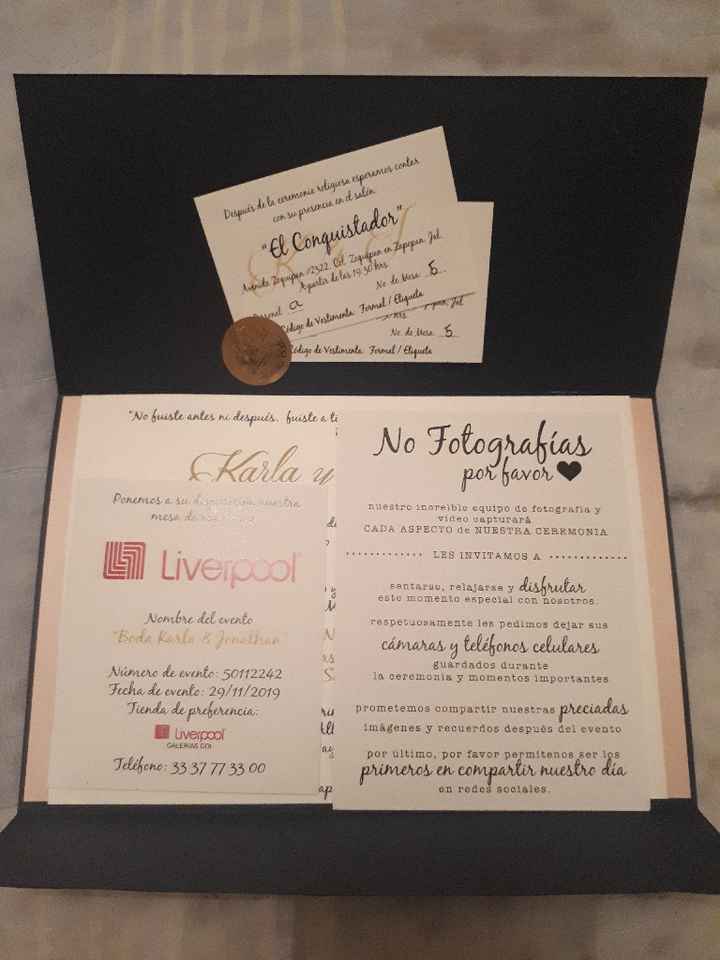 Después de la ceremonia religiosa esperamos contar
con su presencia en el salón
"El Conquistador"
Avenida Zoquipan #2322. Col. Zoquipan en Zapopan, Jal.
Apartir de las 19:30 hrs.
Personal a No. de Mesa 5
Código de Vestimenta Formal / Etiqueta
No. de Mesa 5
Código de Vestimenta Formal / Etiqueta
"No fuiste antes ni después, fuiste a ti
Karla y
Ponemos a su disposición nuestra
mesa de
Liverpool
Nombre del evento
"Boda Karla & Jonathan"
Número de evento: 50112242
Fecha de evento: 29/11/2019
Tienda de preferencia:
Liverpool
GALERÍAS GDL
Teléfono: 33 37 77 33 00
No Fotografías
por favor
nuestro increíble equipo de fotografía y
video capturará
CADA ASPECTO de NUESTRA CEREMONIA
LES INVITAMOS A
sentarse, relajarse y disfrutar
este momento especial con nosotros.
respetuosamente les pedimos dejar sus
cámaras y teléfonos celulares
guardados durante
la ceremonia y momentos importantes
prometemos compartir nuestras preciadas
imágenes y recuerdos después del evento
por último, por favor permítenos ser los
primeros en compartir nuestro día
en redes sociales.